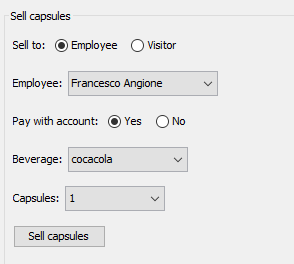 Sell capsules
Sell to: Employee Visitor
Employee: Francesco Angione
Pay with account: Yes No
Beverage: cocacola
Capsules: 1
Sell capsules